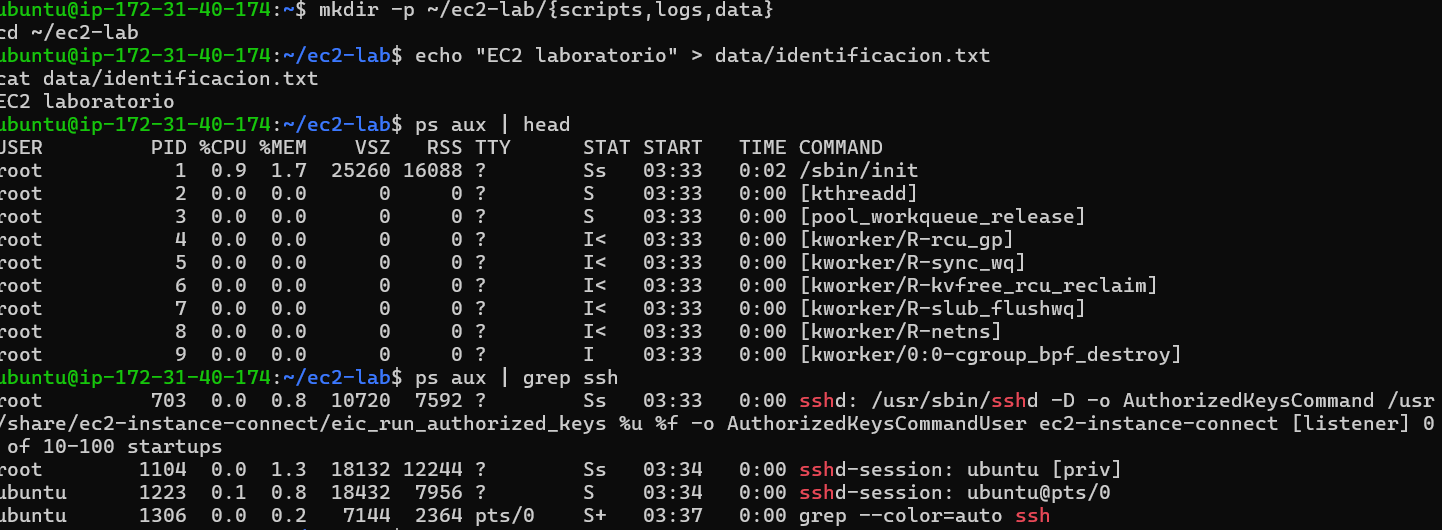 ubuntu@ip-172-31-40-174:~$ mkdir -p ~/ec2-lab/{scripts,logs,data}
cd ~/ec2-lab
ubuntu@ip-172-31-40-174:~/ec2-lab$ echo "EC2 laboratorio" > data/identificacion.txt
cat data/identificacion.txt
EC2 laboratorio
ubuntu@ip-172-31-40-174:~/ec2-lab$ ps aux | head
USER         PID %CPU %MEM    VSZ   RSS TTY      STAT START   TIME COMMAND
root           1  0.9  1.7  25260 16088 ?        Ss   03:33   0:02 /sbin/init
root           2  0.0  0.0      0     0 ?        S    03:33   0:00 [kthreadd]
root           3  0.0  0.0      0     0 ?        S    03:33   0:00 [pool_workqueue_release]
root           4  0.0  0.0      0     0 ?        I<   03:33   0:00 [kworker/R-rcu_gp]
root           5  0.0  0.0      0     0 ?        I<   03:33   0:00 [kworker/R-sync_wq]
root           6  0.0  0.0      0     0 ?        I<   03:33   0:00 [kworker/R-kvfree_rcu_reclaim]
root           7  0.0  0.0      0     0 ?        I<   03:33   0:00 [kworker/R-slub_flushwq]
root           8  0.0  0.0      0     0 ?        I<   03:33   0:00 [kworker/R-netns]
root           9  0.0  0.0      0     0 ?        I    03:33   0:00 [kworker/0:0-cgroup_bpf_destroy]
ubuntu@ip-172-31-40-174:~/ec2-lab$ ps aux | grep ssh
root         703  0.0  0.8  10720  7592 ?        Ss   03:33   0:00 sshd: /usr/sbin/sshd -D -o AuthorizedKeysCommand /usr
/share/ec2-instance-connect/eic_run_authorized_keys %u %f -o AuthorizedKeysCommandUser ec2-instance-connect [listener] 0
 of 10-100 startups
root        1104  0.0  1.3  18132 12244 ?        Ss   03:34   0:00 sshd-session: ubuntu [priv]
ubuntu      1223  0.1  0.8  18432  7956 ?        S    03:34   0:00 sshd-session: ubuntu@pts/0
ubuntu      1306  0.0  0.2   7144  2364 pts/0    S+   03:37   0:00 grep --color=auto ssh